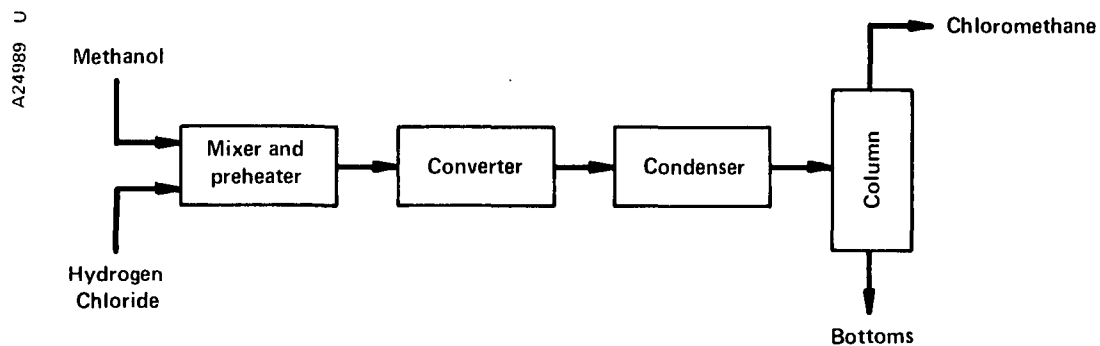 A24989 U
Methanol
Hydrogen
Chloride
Mixer and
preheater
Converter
Condenser
Column
Chloromethane
Bottoms